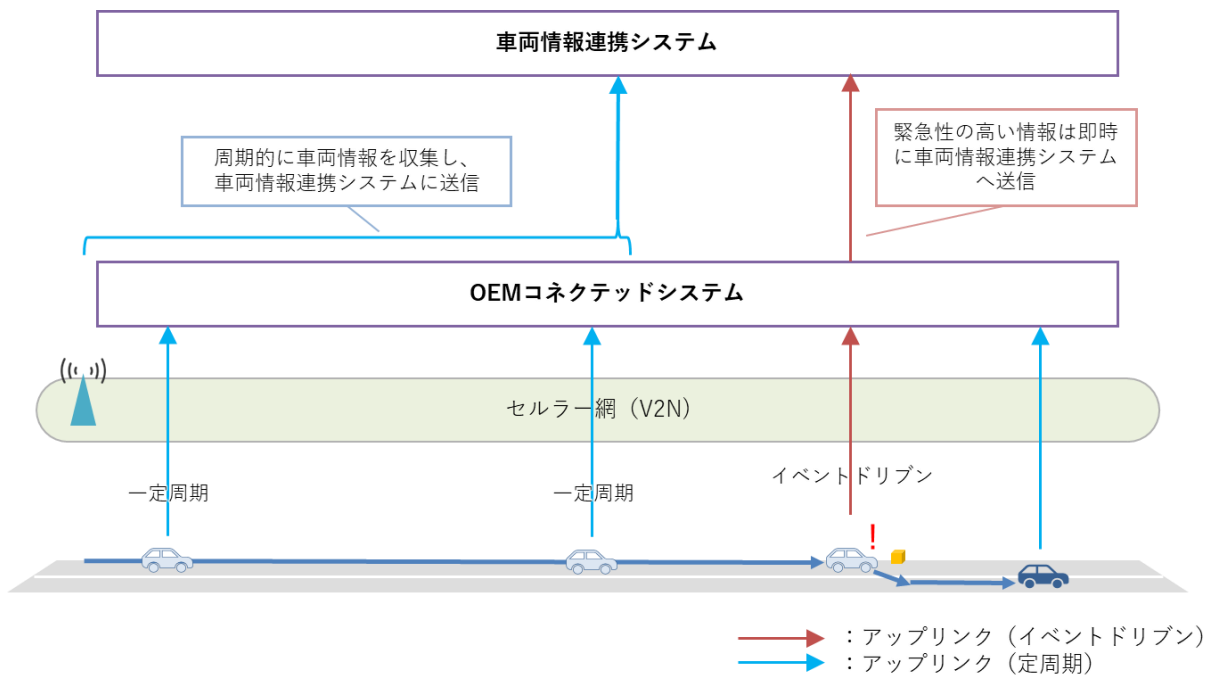 車両情報連携システム
周期的に車両情報を収集し、
車両情報連携システムに送信
緊急性の高い情報は即時
に車両情報連携システム
へ送信
OEMコネクテッドシステム
セルラー網（V2N）
一定周期
一定周期
イベントドリブン
!
：アップリンク（イベントドリブン）
：アップリンク（定周期）